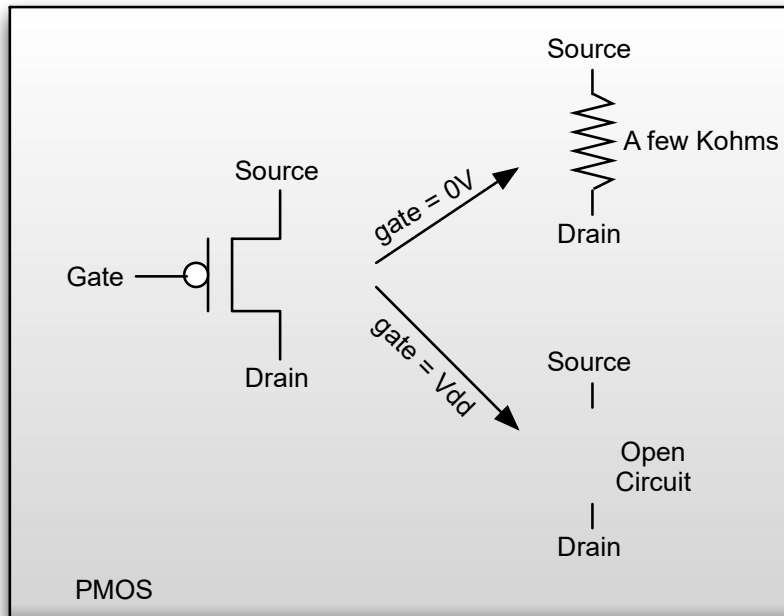 Source
A few Kohms
Drain
Source
Gate
Drain
gate = 0V
gate = Vdd
Source
Open
Circuit
Drain
PMOS